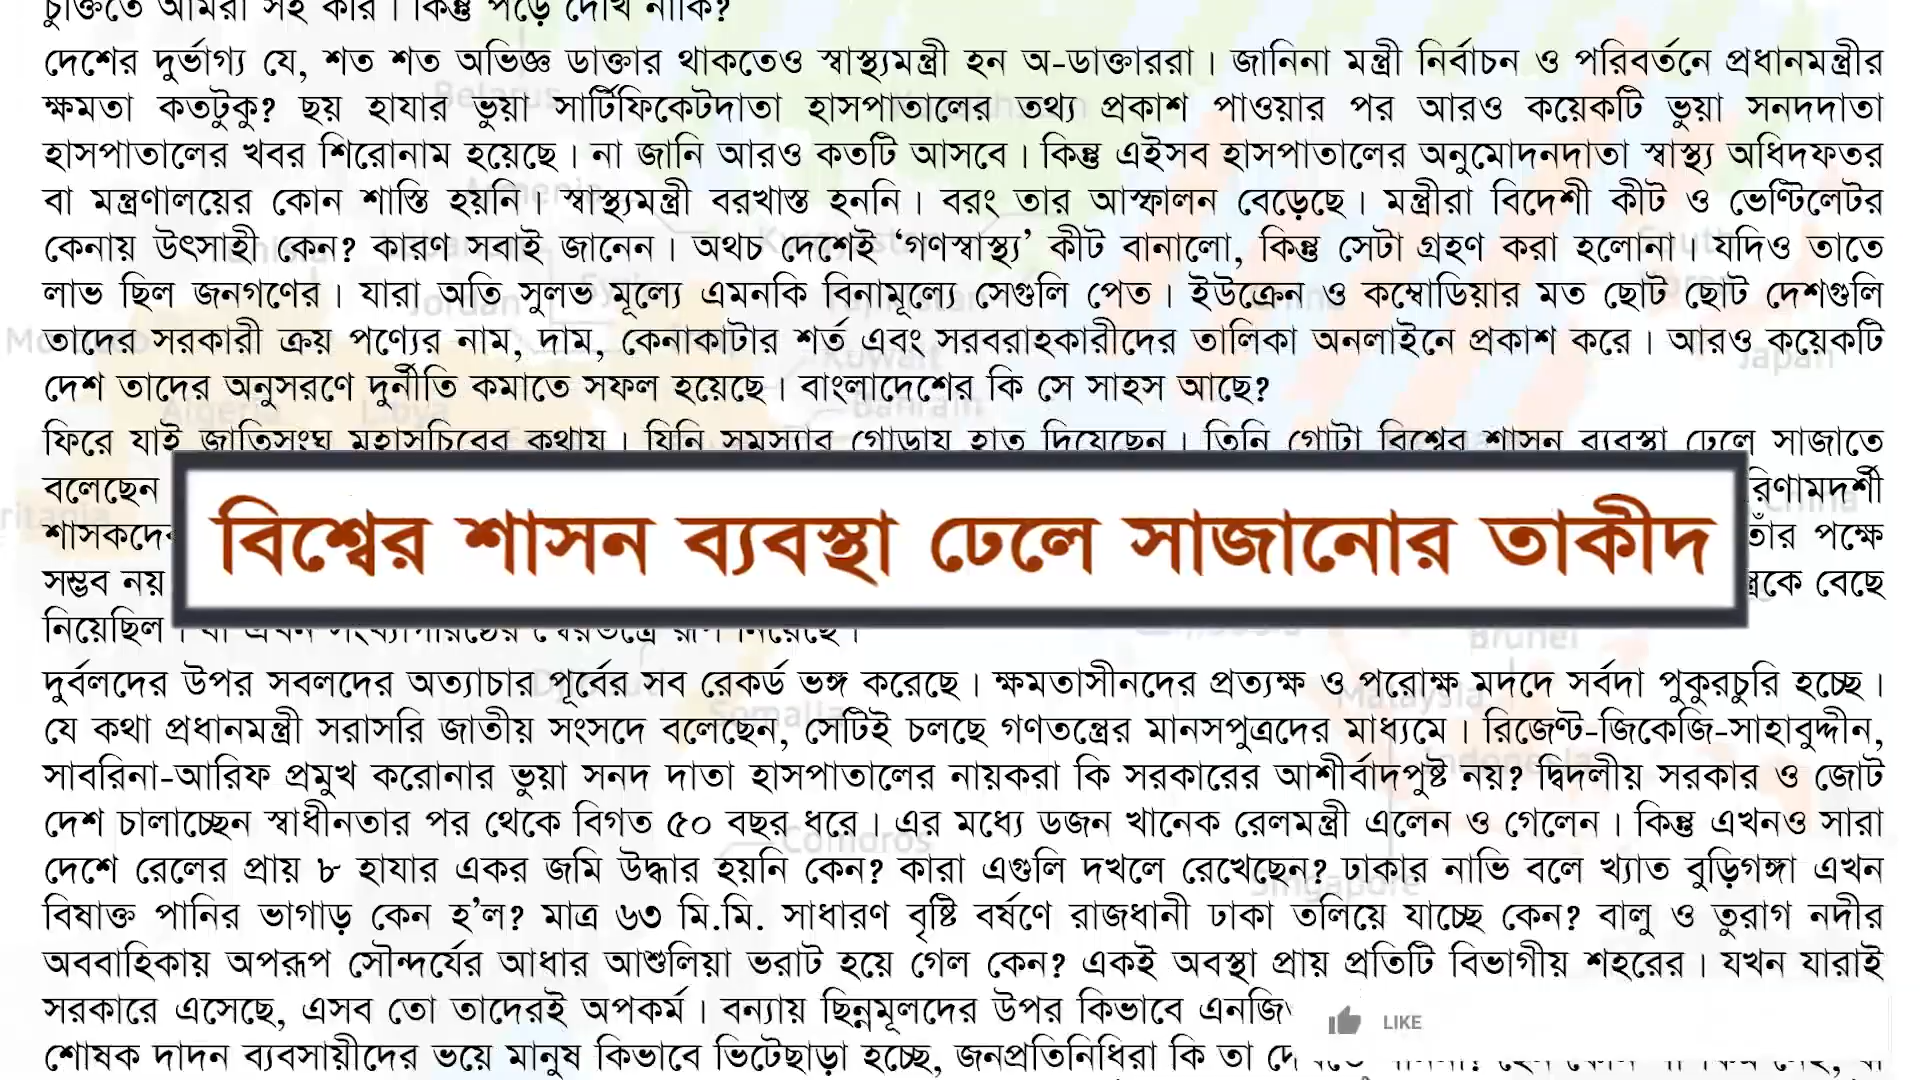 চুক্তিতে আমরা সই করি। কিন্তু পড়ে দেখি নাকি?
দেশের দুর্ভাগ্য যে, শত শত অভিজ্ঞ ডাক্তার থাকতেও স্বাস্থ্যমন্ত্রী হন অ-ডাক্তাররা। জানিনা মন্ত্রী নির্বাচন ও পরিবর্তনে প্রধানমন্ত্রীর
ক্ষমতা কতটুকু? ছয় হাযার ভুয়া সার্টিফিকেটদাতা হাসপাতালের তথ্য প্রকাশ পাওয়ার পর আরও কয়েকটি ভুয়া সনদদাতা
হাসপাতালের খবর শিরোনাম হয়েছে। না জানি আরও কতটি আসবে। কিন্তু এইসব হাসপাতালের অনুমোদনদাতা স্বাস্থ্য অধিদফতর
বা মন্ত্রণালয়ের কোন শাস্তি হয়নি। স্বাস্থ্যমন্ত্রী বরখাস্ত হননি। বরং তার আস্ফালন বেড়েছে। মন্ত্রীরা বিদেশী কীট ও ভেণ্টিলেটর
কেনায় উৎসাহী কেন? কারণ সবাই জানেন। অথচ দেশেই ‘গণস্বাস্থ্য’ কীট বানালো, কিন্তু সেটা গ্রহণ করা হলোনা। যদিও তাতে
লাভ ছিল জনগণের। যারা অতি সুলভ মূল্যে এমনকি বিনামূল্যে সেগুলি পেত। ইউক্রেন ও কম্বোডিয়ার মত ছোট ছোট দেশগুলি
তাদের সরকারী ক্রয় পণ্যের নাম, দাম, কেনাকাটার শর্ত এবং সরবরাহকারীদের তালিকা অনলাইনে প্রকাশ করে। আরও কয়েকটি
দেশ তাদের অনুসরণে দুর্নীতি কমাতে সফল হয়েছে। বাংলাদেশের কি সে সাহস আছে?
ফিরে যাই জাতিসংঘ মহাসচিবের কথায়। যিনি সমস্যার গোড়ায় হাত দিয়েছেন। তিনি গোটা বিশ্বের শাসন ব্যবস্থা ঢেলে সাজাতে
বলেছেন
শাসকদের তাঁর পক্ষে
সম্ভব নয় বেছে
নিয়েছিল। যা এখন সংখ্যাগরিষ্ঠের স্বৈরতন্ত্রে রূপ নিয়েছে।
বিশ্বের শাসন ব্যবস্থা ঢেলে সাজানোর তাকীদ
দুর্বলদের উপর সবলদের অত্যাচার পূর্বের সব রেকর্ড ভঙ্গ করেছে। ক্ষমতাসীনদের প্রত্যক্ষ ও পরোক্ষ মদদে সর্বদা পুকুরচুরি হচ্ছে।
যে কথা প্রধানমন্ত্রী সরাসরি জাতীয় সংসদে বলেছেন, সেটিই চলছে গণতন্ত্রের মানসপুত্রদের মাধ্যমে। রিজেণ্ট-জিকেজি-সাহাবুদ্দীন,
সাবরিনা-আরিফ প্রমুখ করোনার ভুয়া সনদ দাতা হাসপাতালের নায়করা কি সরকারের আশীর্বাদপুষ্ট নয়? দ্বিদলীয় সরকার ও জোট
দেশ চালাচ্ছেন স্বাধীনতার পর থেকে বিগত ৫০ বছর ধরে। এর মধ্যে ডজন খানেক রেলমন্ত্রী এলেন ও গেলেন। কিন্তু এখনও সারা
দেশে রেলের প্রায় ৮ হাযার একর জমি উদ্ধার হয়নি কেন? কারা এগুলি দখলে রেখেছেন? ঢাকার নাভি বলে খ্যাত বুড়িগঙ্গা এখন
বিষাক্ত পানির ভাগাড় কেন হ’ল? মাত্র ৬৩ মি.মি. সাধারণ বৃষ্টি বর্ষণে রাজধানী ঢাকা তলিয়ে যাচ্ছে কেন? বালু ও তুরাগ নদীর
অববাহিকায় অপরূপ সৌন্দর্যের আধার আশুলিয়া ভরাট হয়ে গেল কেন? একই অবস্থা প্রায় প্রতিটি বিভাগীয় শহরের। যখন যারাই
সরকারে এসেছে, এসব তো তাদেরই অপকর্ম। বন্যায় ছিন্নমূলদের উপর কিভাবে
LIKE
শোষক দাদন ব্যবসায়ীদের ভয়ে মানুষ কিভাবে ভিটেছাড়া হচ্ছে, জনপ্রতিনিধিরা কি তা